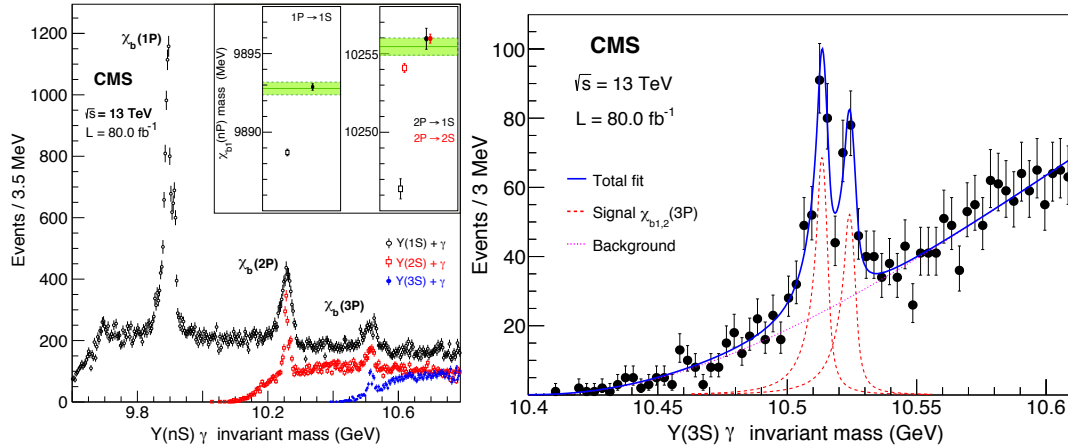 1200
1000
800
600
400
200
0
Events / 3.5 MeV
χb(1P)
CMS
√s = 13 TeV
L = 80.0 fb⁻¹
χb1(nP) mass (MeV)
9895
9890
1P→1S
10255
10250
2P→1S
2P→2S
χb(2P)
χb(3P)
Υ(1S) + γ
Υ(2S) + γ
Υ(3S) + γ
9.8
10.2
10.6
Υ(nS) γ invariant mass (GeV)
100
80
60
40
20
Events / 3 MeV
CMS
√s = 13 TeV
L = 80.0 fb⁻¹
Total fit
Signal χb1,2(3P)
Background
10.4
10.45
10.5
10.55
10.6
Υ(3S) γ invariant mass (GeV)